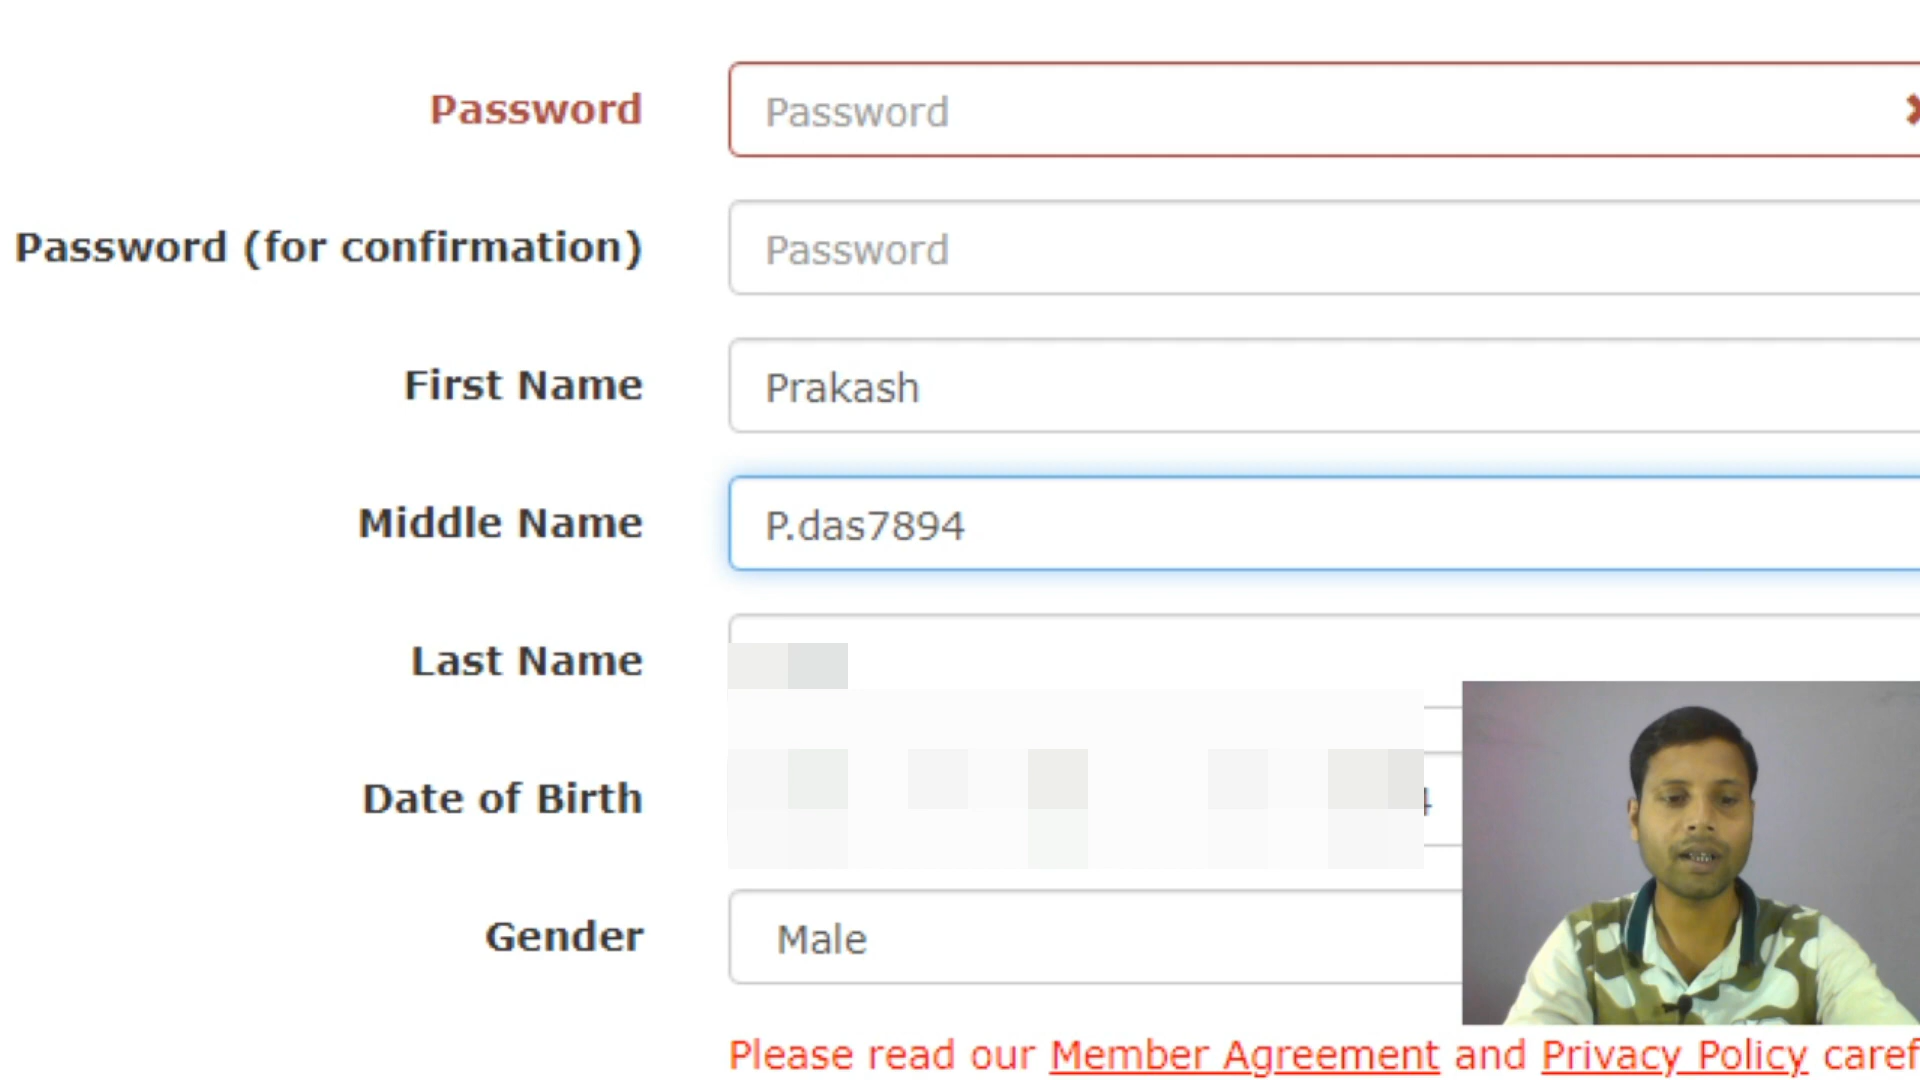 Password Password
Password (for confirmation) Password
First Name Prakash
Middle Name P.das7894
Last Name
Date of Birth
Gender Male
Please read our Member Agreement and Privacy Policy